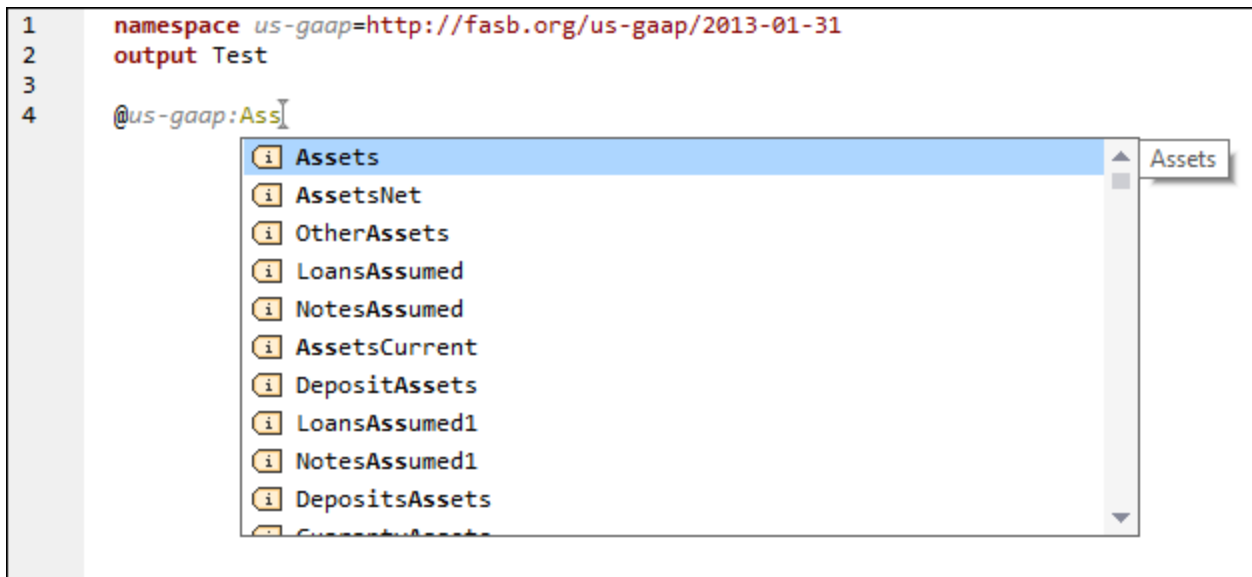 1 namespace us-gaap=http://fasb.org/us-gaap/2013-01-31
2 output Test
3
4 @us-gaap:Ass
Assets Assets
AssetsNet
OtherAssets
LoansAssumed
NotesAssumed
AssetsCurrent
DepositAssets
LoansAssumed1
NotesAssumed1
DepositsAssets